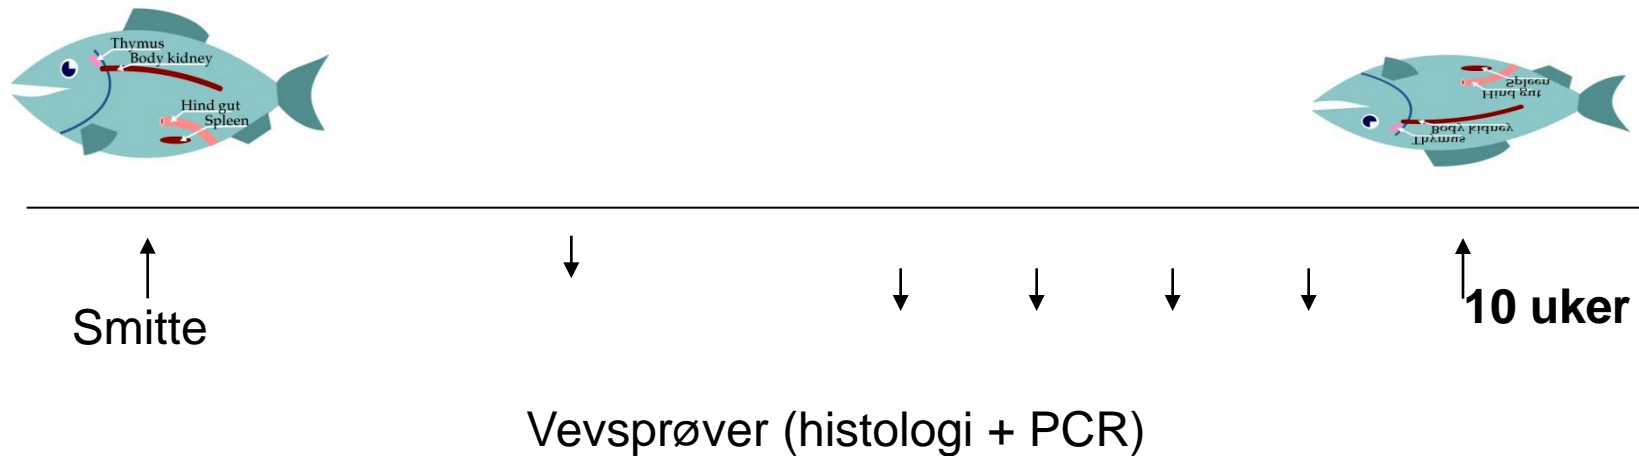 Thymus
Body kidney
Hind gut
Spleen
Spleen
Hind gut
Body kidney
Thymus
Smitte
10 uker
Vevsprøver (histologi + PCR)